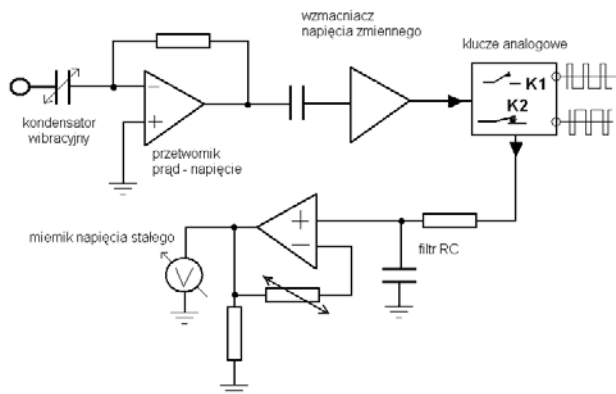 wzmacniacz
napięcia zmiennego
klucze analogowe
K1
K2
kondensator
wibracyjny
przetwornik
prąd - napięcie
miernik napięcia stałego
V
filtr RC